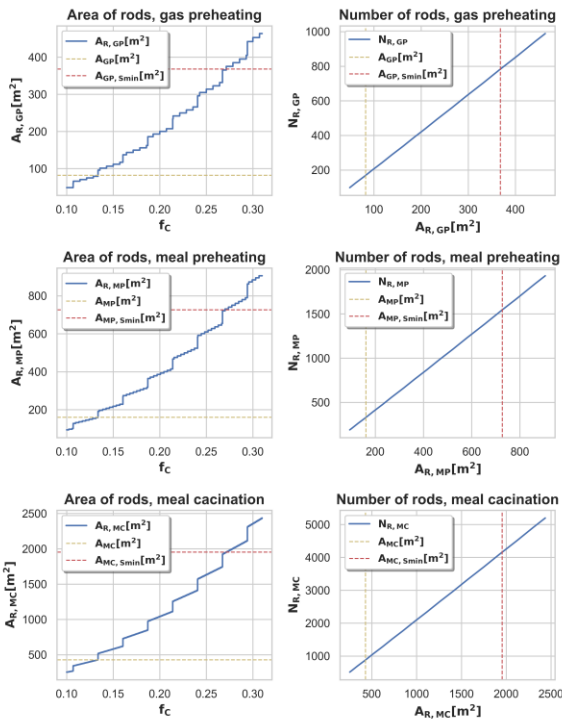 Area of rods, gas preheating
A_R, GP[m²]
400
300
200
100
A_R, GP[m²]
A_GP[m²]
A_GP, Smin[m²]
0.10 0.15 0.20 0.25 0.30
f_C
Number of rods, gas preheating
N_R, GP
1000
800
600
400
200
N_R, GP
A_GP[m²]
A_GP, Smin[m²]
100 200 300 400
A_R, GP[m²]
Area of rods, meal preheating
A_R, MP[m²]
800
600
400
200
A_R, MP[m²]
A_MP[m²]
A_MP, Smin[m²]
0.10 0.15 0.20 0.25 0.30
f_C
Number of rods, meal preheating
N_R, MP
2000
1500
1000
500
N_R, MP
A_MP[m²]
A_MP, Smin[m²]
200 400 600 800
A_R, MP[m²]
Area of rods, meal cacination
A_R, MC[m²]
2500
2000
1500
1000
500
A_R, MC[m²]
A_MC[m²]
A_MC, Smin[m²]
0.10 0.15 0.20 0.25 0.30
f_C
Number of rods, meal cacination
N_R, MC
5000
4000
3000
2000
1000
N_R, MC
A_MC[m²]
A_MC, Smin[m²]
500 1000 1500 2000 2500
A_R, MC[m²]